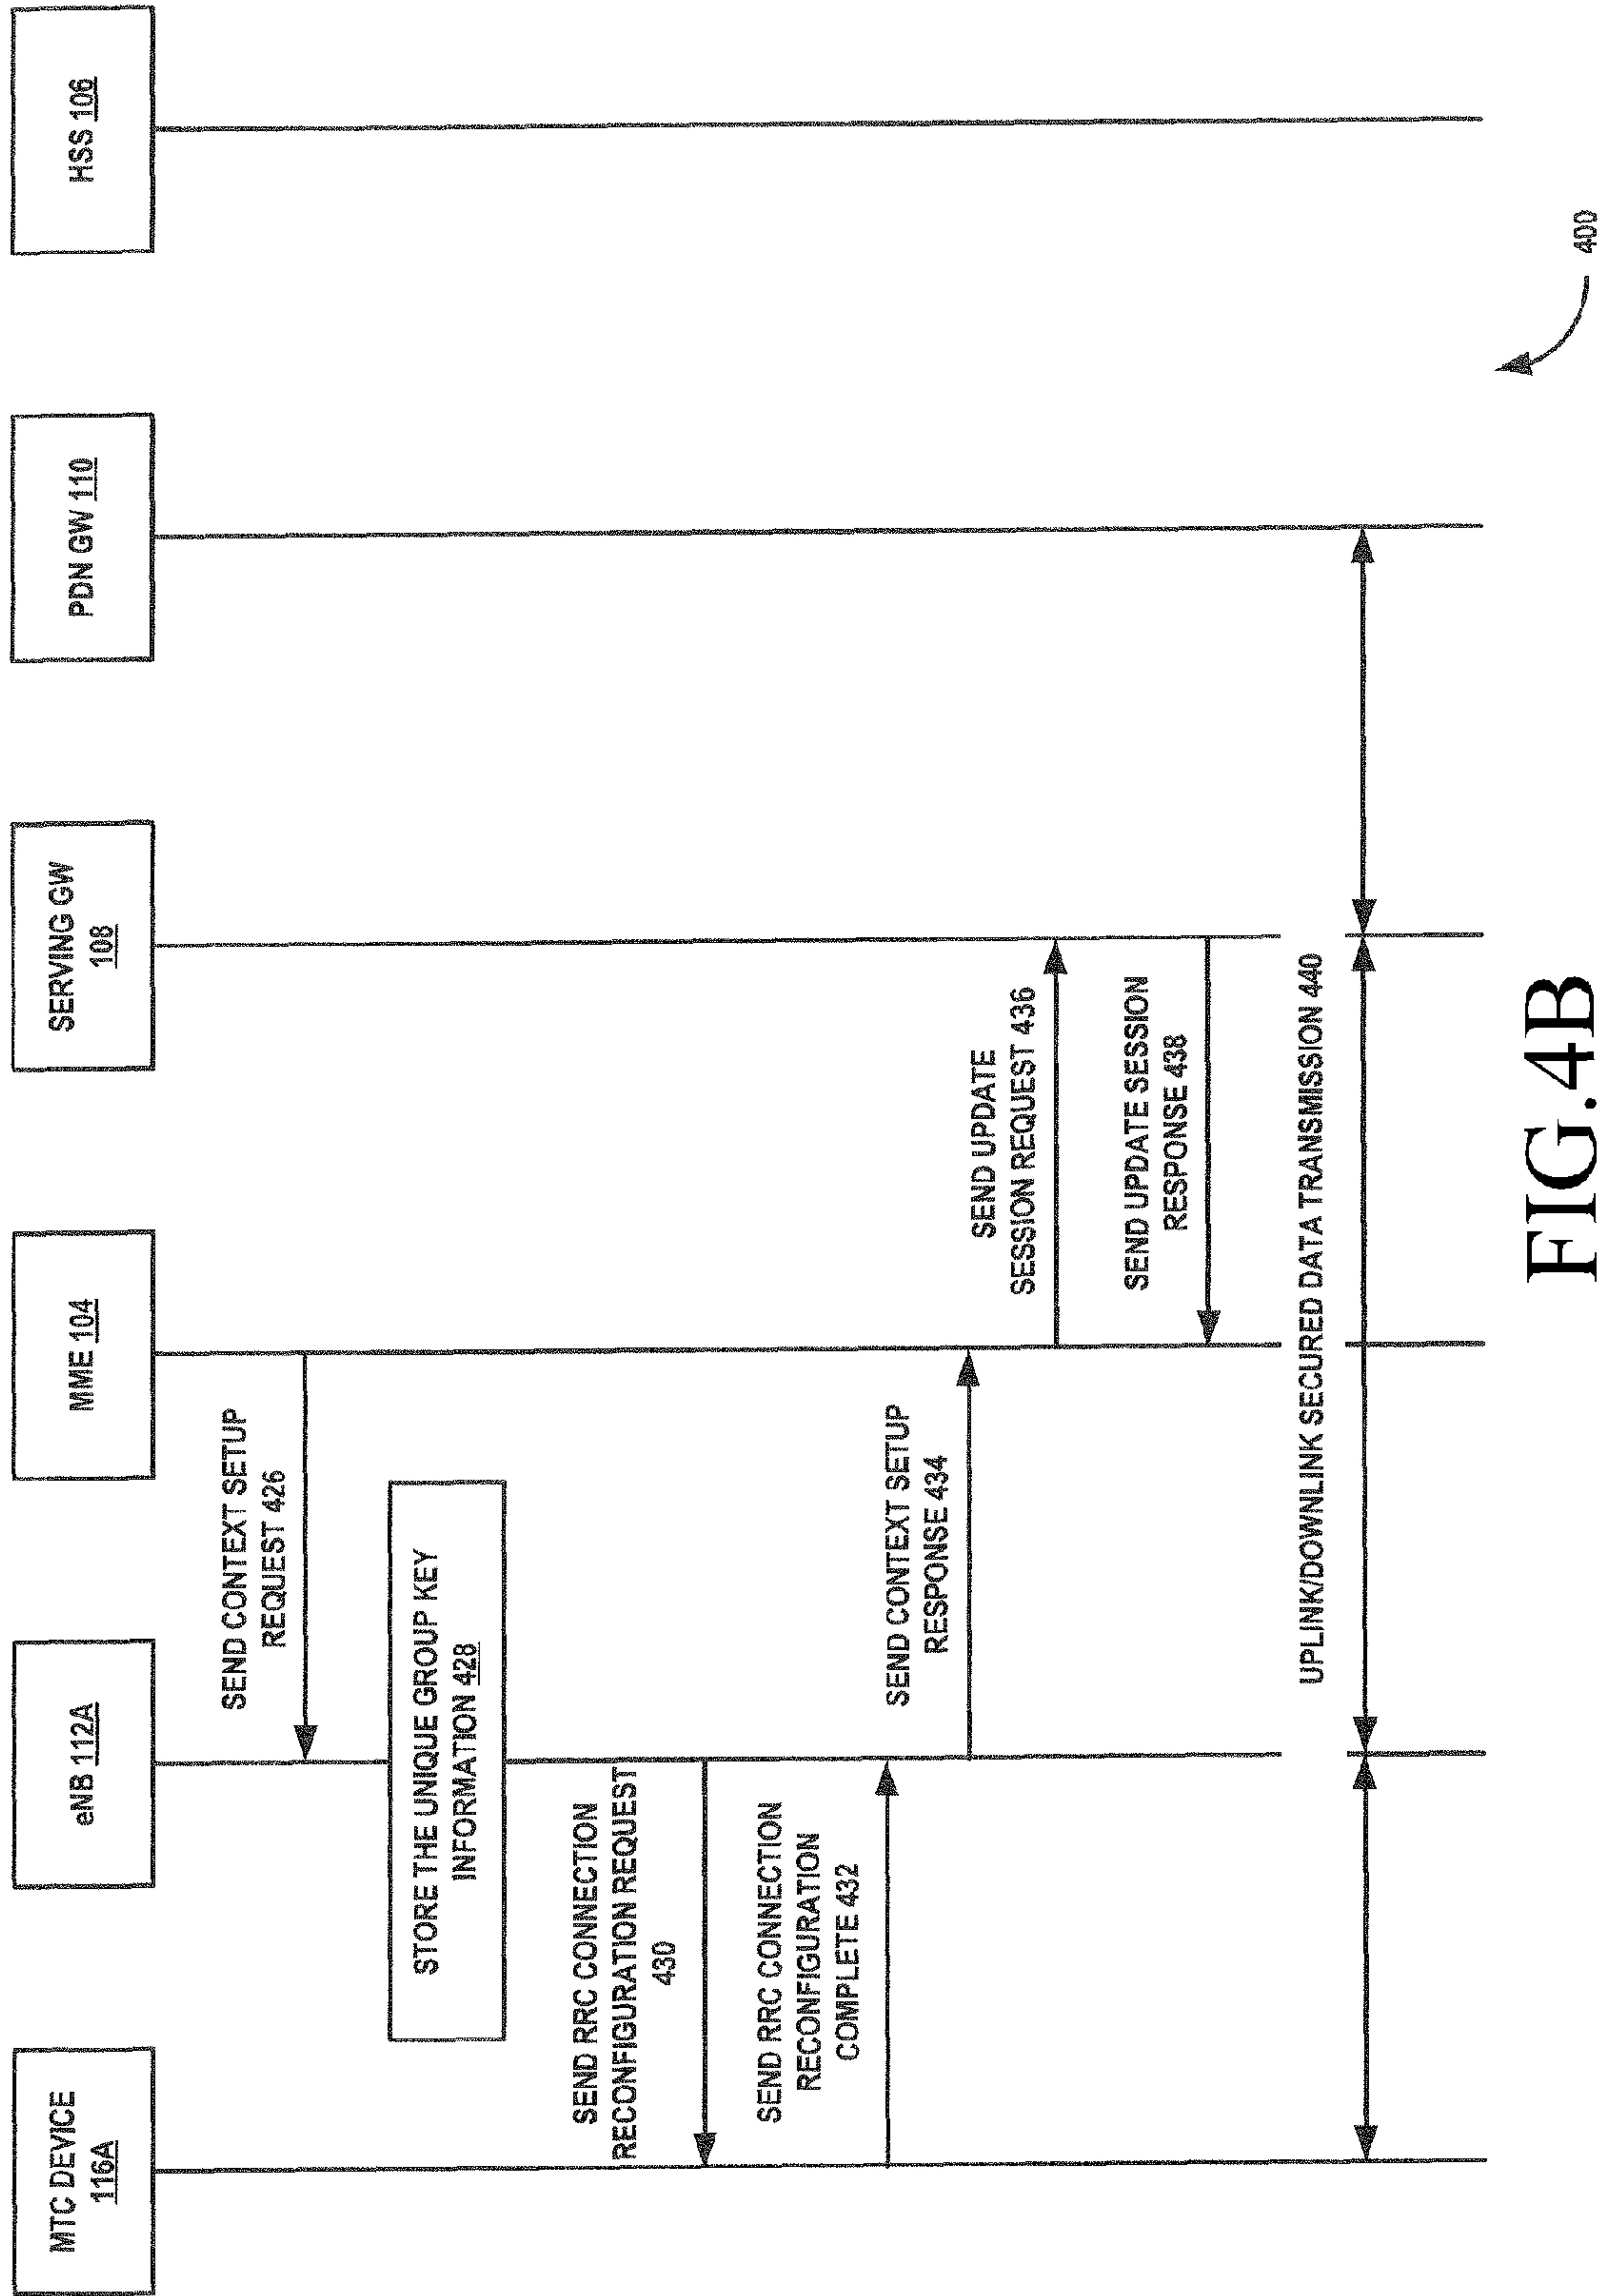 MTC DEVICE
116A
eNB 112A
MME 104
SERVING GW
108
PDN GW 110
HSS 106
SEND CONTEXT SETUP
REQUEST 426
STORE THE UNIQUE GROUP KEY
INFORMATION 428
SEND RRC CONNECTION
RECONFIGURATION REQUEST
430
SEND RRC CONNECTION
RECONFIGURATION
COMPLETE 432
SEND CONTEXT SETUP
RESPONSE 434
SEND UPDATE
SESSION REQUEST 436
SEND UPDATE SESSION
RESPONSE 438
UPLINK/DOWNLINK SECURED DATA TRANSMISSION 440
400
FIG.4B